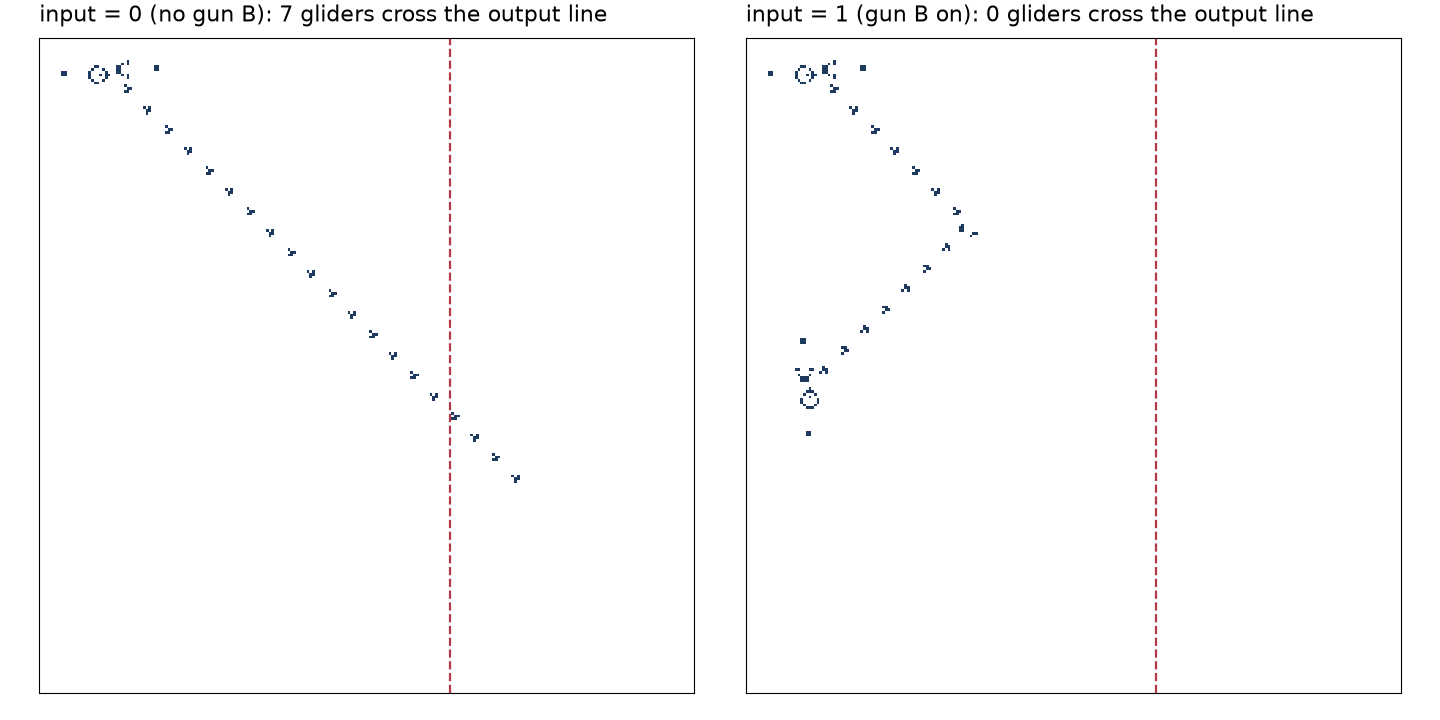 input = 0 (no gun B): 7 gliders cross the output line
input = 1 (gun B on): 0 gliders cross the output line